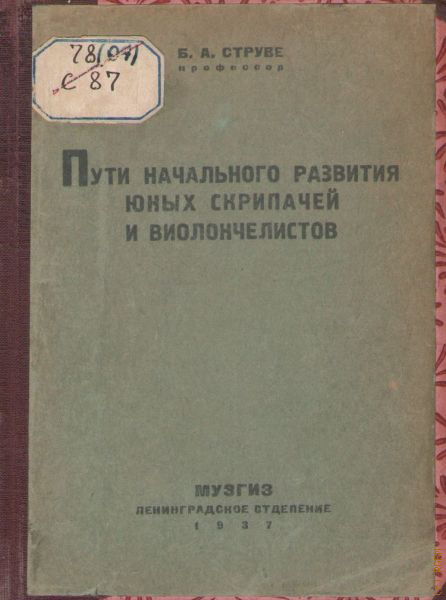 78(07)
С 87
Б. А. СТРУВЕ
профессор
Пути начального развития
юных скрипачей
и виолончелистов
МУЗГИЗ
ЛЕНИНГРАДСКОЕ ОТДЕЛЕНИЕ
1937